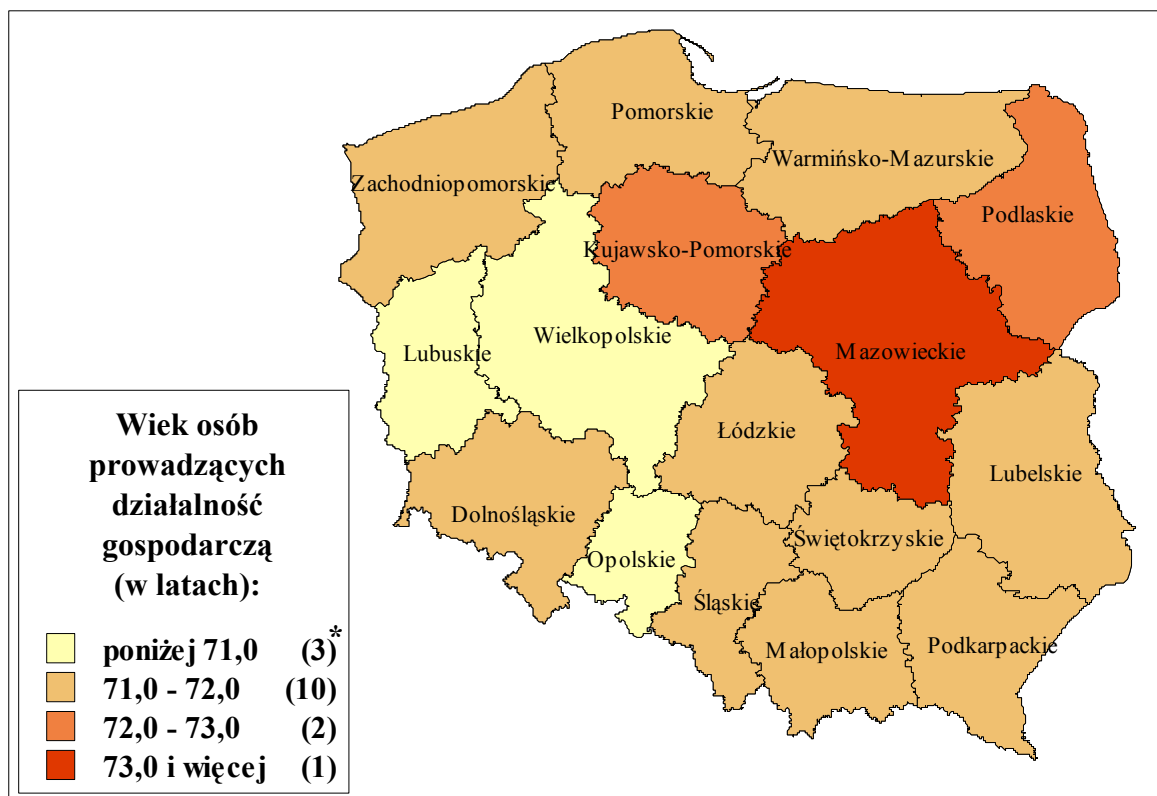 Pomorskie
Warmińsko-Mazurskie
Zachodniopomorskie
Podlaskie
Kujawsko-Pomorskie
Wielkopolskie
Lubuskie
Mazowieckie
Łódzkie
Lubelskie
Dolnośląskie
Świętokrzyskie
Opolskie
Śląskie
Małopolskie
Podkarpackie
Wiek osób
prowadzących
działalność
gospodarczą
(w latach):
poniżej 71,0 (3)*
71,0 - 72,0 (10)
72,0 - 73,0 (2)
73,0 i więcej (1)